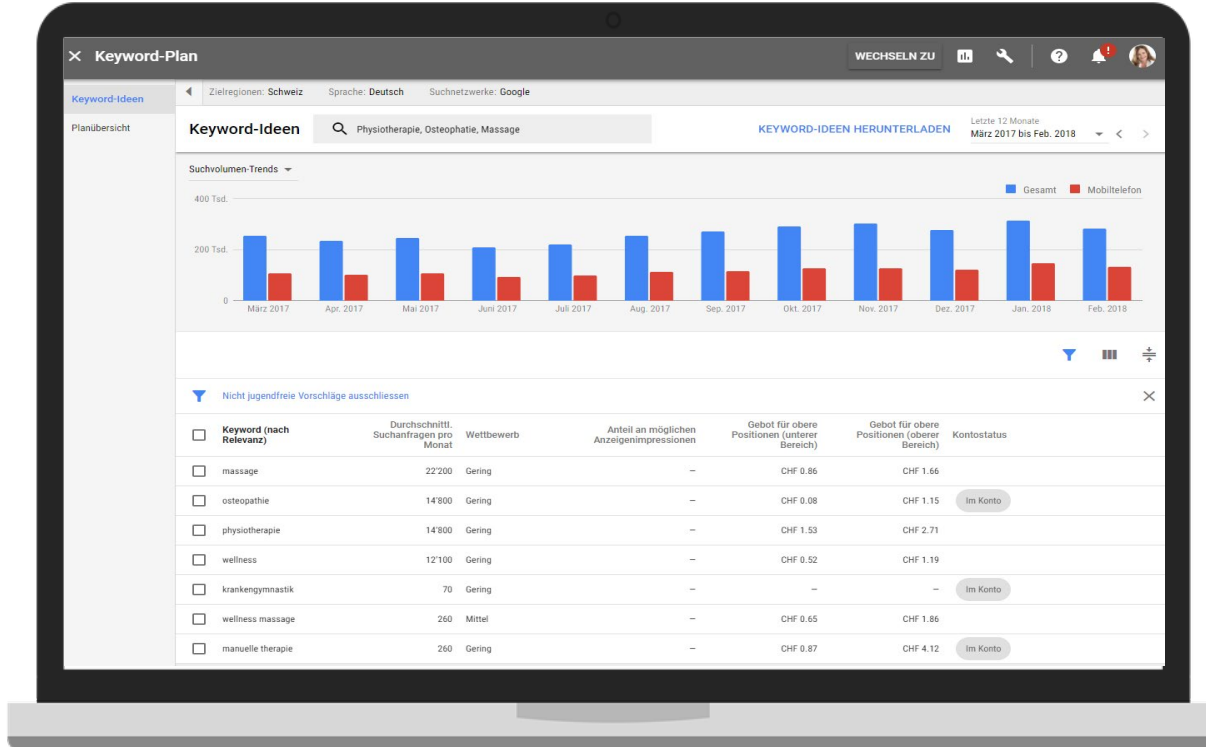 Keyword-Plan
WECHSELN ZU
!
?
Keyword-Ideen
Planübersicht
Zielregionen: Schweiz Sprache: Deutsch Suchnetzwerke: Google
Keyword-Ideen
Physiotherapie, Osteophatie, Massage
KEYWORD-IDEEN HERUNTERLADEN
Letzte 12 Monate
März 2017 bis Feb. 2018
Suchvolumen-Trends
Gesamt Mobiltelefon
400 Tsd.
200 Tsd.
0
März 2017 Apr. 2017 Mai 2017 Juni 2017 Juli 2017 Aug. 2017 Sep. 2017 Okt. 2017 Nov. 2017 Dez. 2017 Jan. 2018 Feb. 2018
Nicht jugendfreie Vorschläge ausschliessen
Keyword (nach
Relevanz)
Durchschnittl.
Suchanfragen pro
Monat
Wettbewerb
Anteil an möglichen
Anzeigenimpressionen
Gebot für obere
Positionen (unterer
Bereich)
Gebot für obere
Positionen (oberer
Bereich)
Kontostatus
massage 22'200 Gering – CHF 0.86 CHF 1.66
osteopathie 14'800 Gering – CHF 0.08 CHF 1.15 Im Konto
physiotherapie 14'800 Gering – CHF 1.53 CHF 2.71
wellness 12'100 Gering – CHF 0.52 CHF 1.19
krankengymnastik 70 Gering – – – Im Konto
wellness massage 260 Mittel – CHF 0.65 CHF 1.86
manuelle therapie 260 Gering – CHF 0.87 CHF 4.12 Im Konto